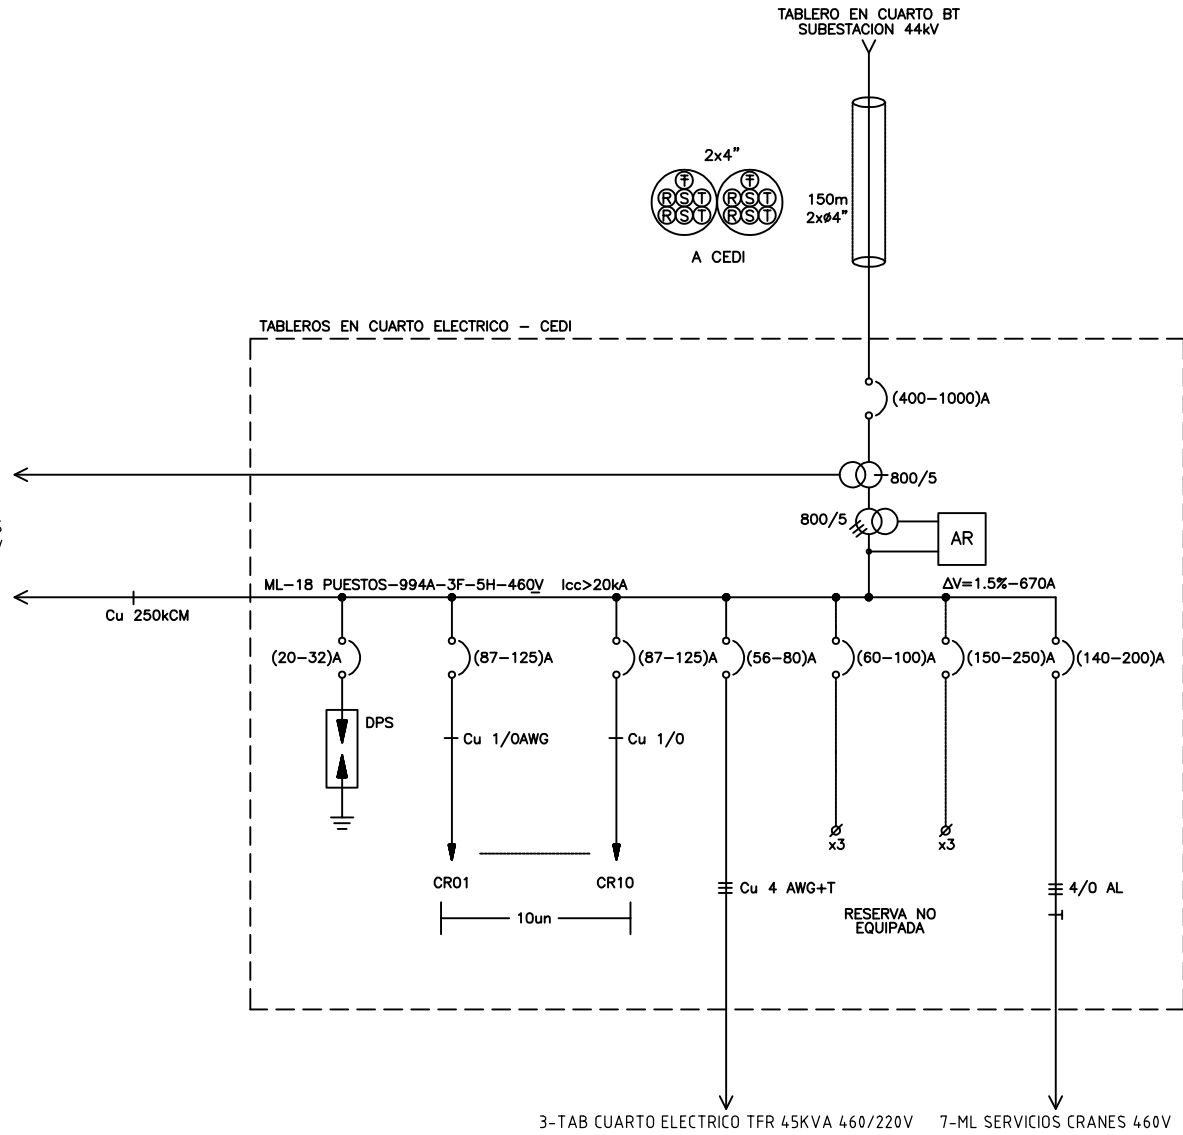 TABLERO EN CUARTO BT
SUBESTACION 44kV
2x4"
T T
RST RST
RST RST
A CEDI
150m
2xø4"
TABLEROS EN CUARTO ELECTRICO - CEDI
(400-1000)A
800/5
800/5
AR
ML-18 PUESTOS-994A-3F-5H-460V Icc>20kA
ΔV=1.5%-670A
Cu 250kCM
(20-32)A
(87-125)A
(87-125)A
(56-80)A
(60-100)A
(150-250)A
(140-200)A
DPS
Cu 1/0AWG
Cu 1/0
x3
x3
CR01
CR10
Cu 4 AWG+T
4/0 AL
10un
RESERVA NO
EQUIPADA
3-TAB CUARTO ELECTRICO TFR 45KVA 460/220V
7-ML SERVICIOS CRANES 460V